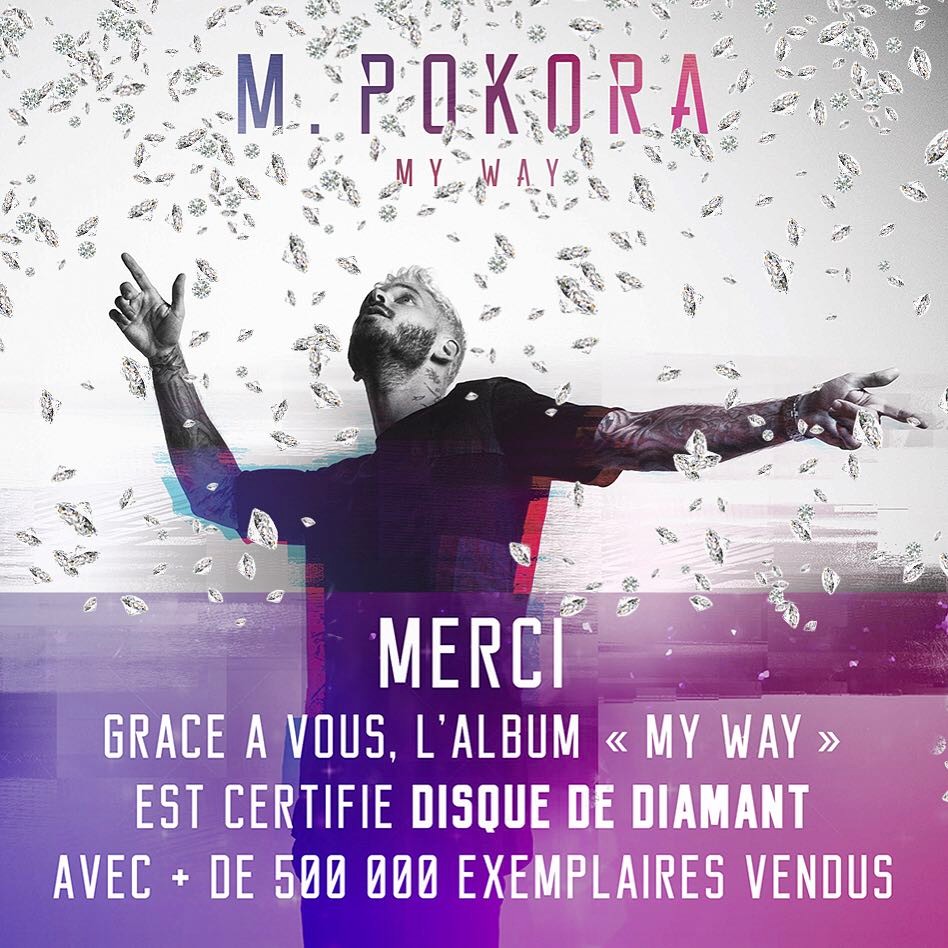 M. POKORA
MY WAY
MERCI
GRACE A VOUS, L'ALBUM « MY WAY »
EST CERTIFIE DISQUE DE DIAMANT
AVEC + DE 500 000 EXEMPLAIRES VENDUS